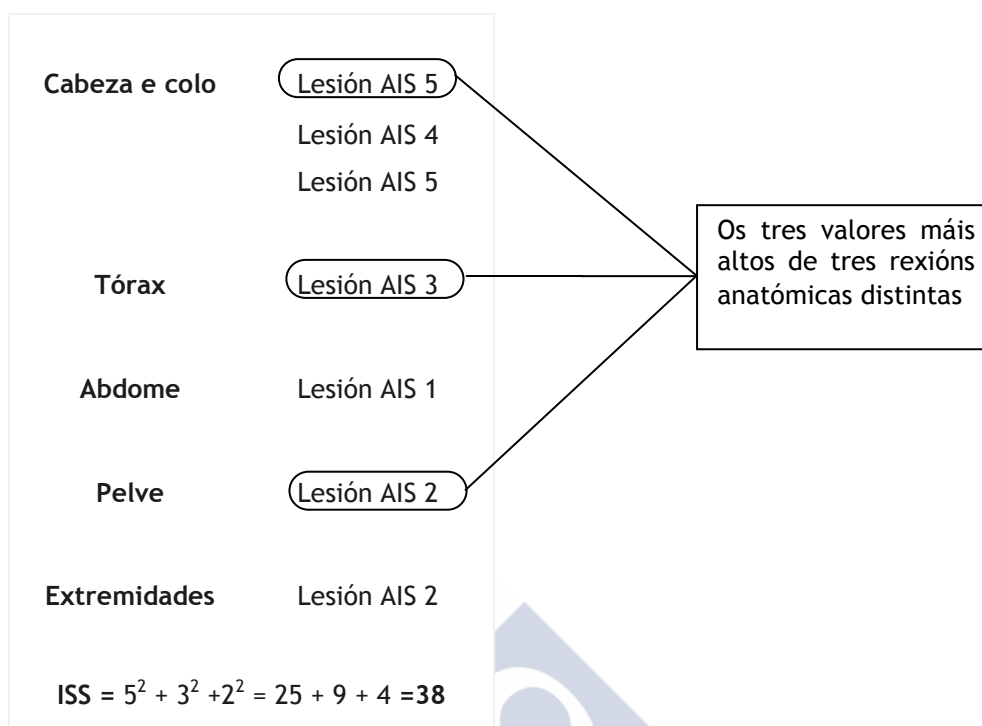 Cabeza e colo Lesión AIS 5
Lesión AIS 4
Lesión AIS 5
Tórax Lesión AIS 3
Abdome Lesión AIS 1
Pelve Lesión AIS 2
Extremidades Lesión AIS 2
ISS = 5² + 3² +2² = 25 + 9 + 4 =38
Os tres valores máis
altos de tres rexións
anatómicas distintas